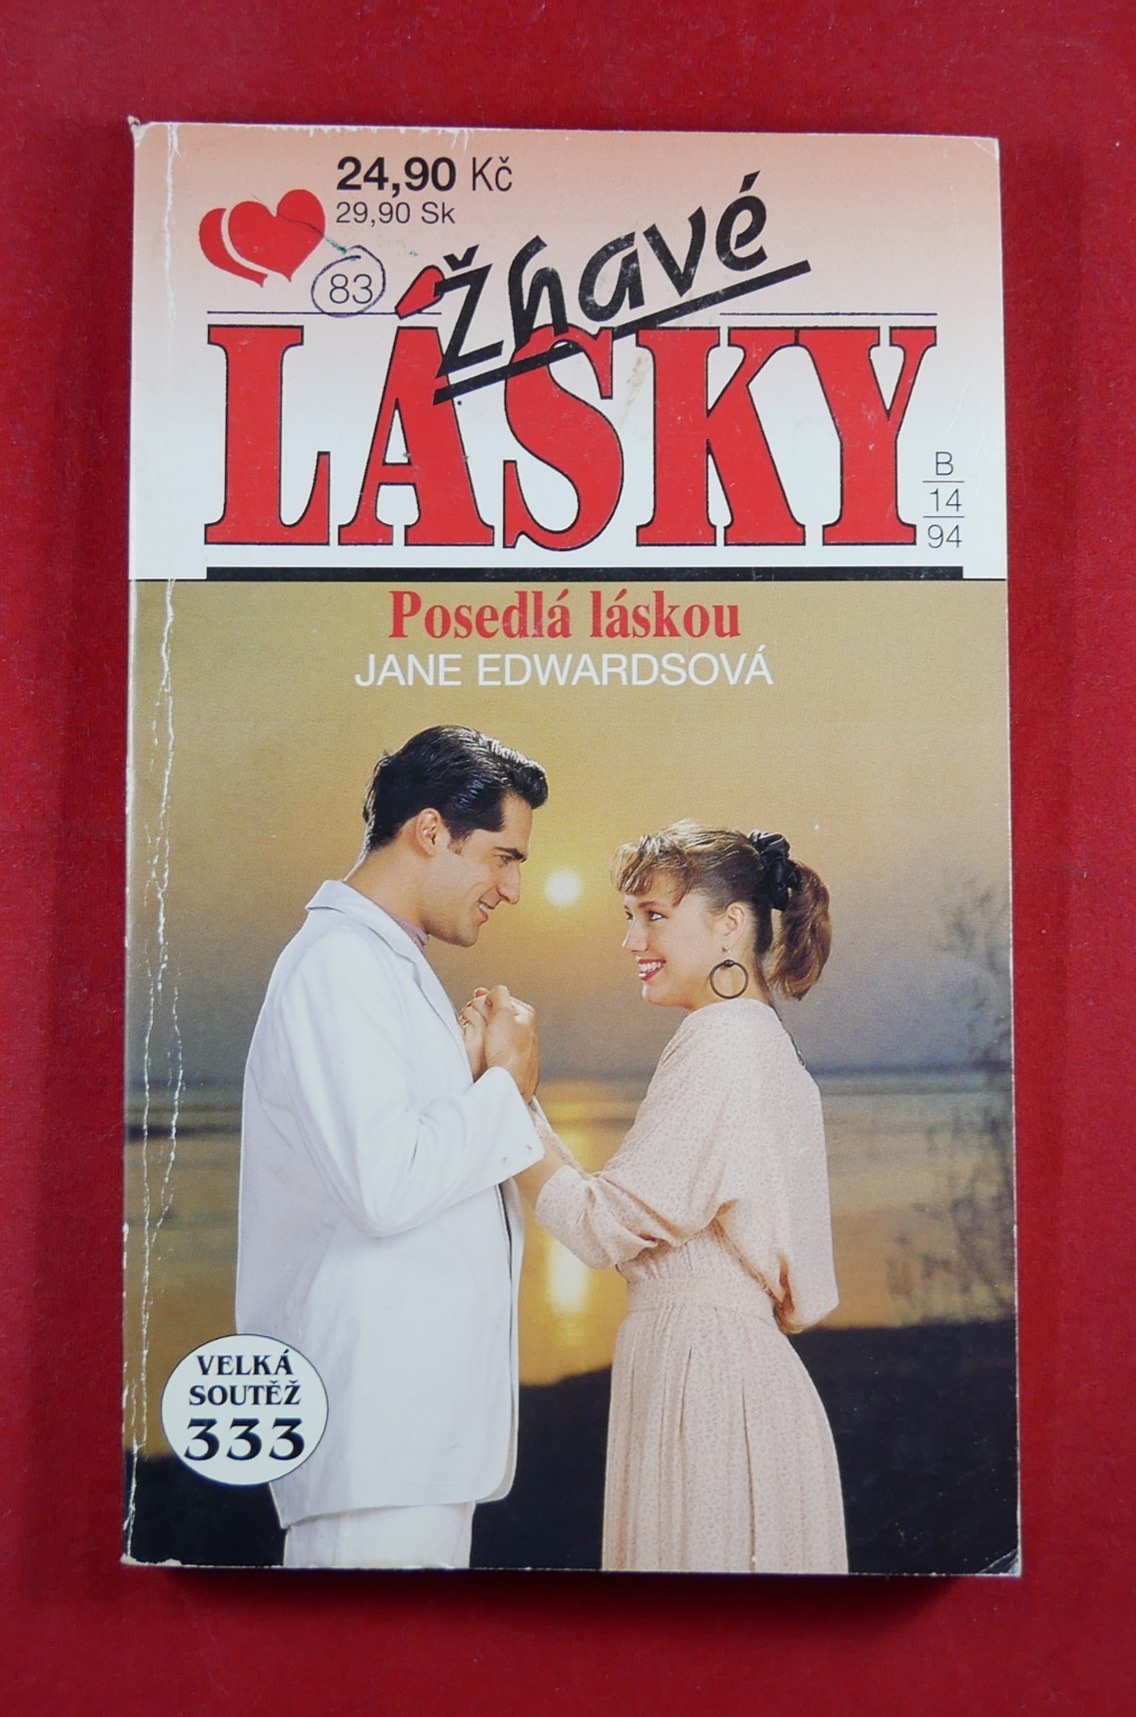 24,90 Kč
29,90 Sk
83
žhavé
LÁSKY
B
14
94
Posedlá láskou
JANE EDWARDSOVÁ
VELKÁ
SOUTĚŽ
333